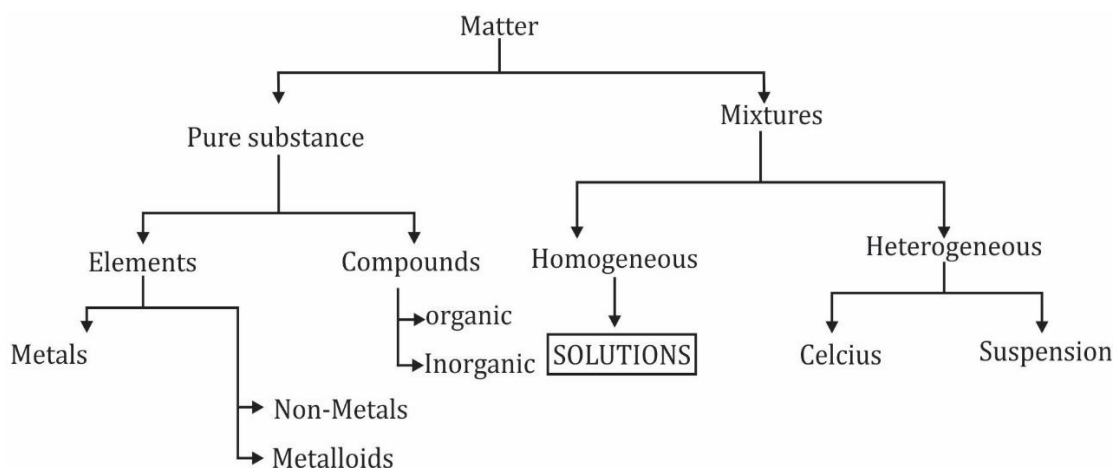 Matter
Pure substance
Mixtures
Elements
Compounds
Homogeneous
Heterogeneous
Metals
organic
Inorganic
SOLUTIONS
Celcius
Suspension
Non-Metals
Metalloids